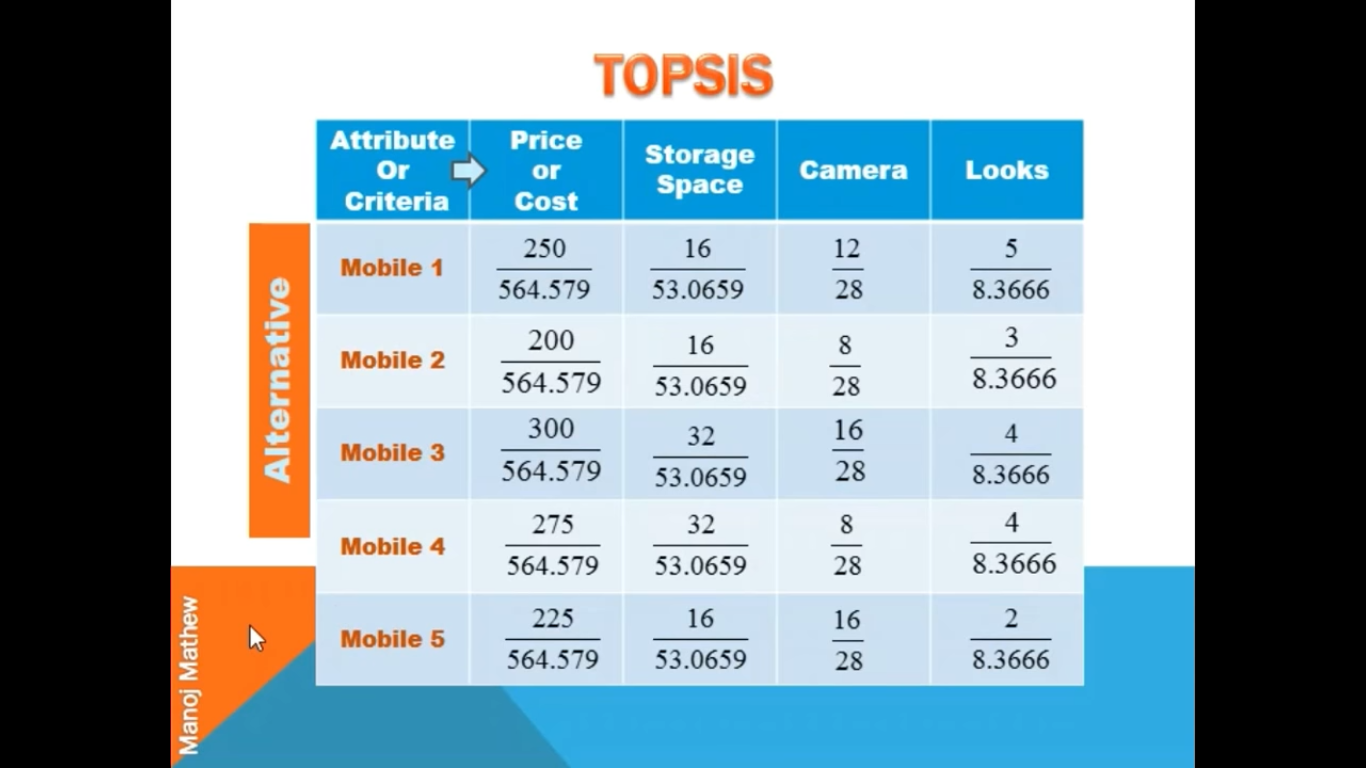 TOPSIS
Attribute
Or
Criteria
Price
or
Cost
Storage
Space
Camera
Looks
Alternative
Mobile 1
250
564.579
16
53.0659
12
28
5
8.3666
Mobile 2
200
564.579
16
53.0659
8
28
3
8.3666
Mobile 3
300
564.579
32
53.0659
16
28
4
8.3666
Mobile 4
275
564.579
32
53.0659
8
28
4
8.3666
Mobile 5
225
564.579
16
53.0659
16
28
2
8.3666
Manoj Mathew